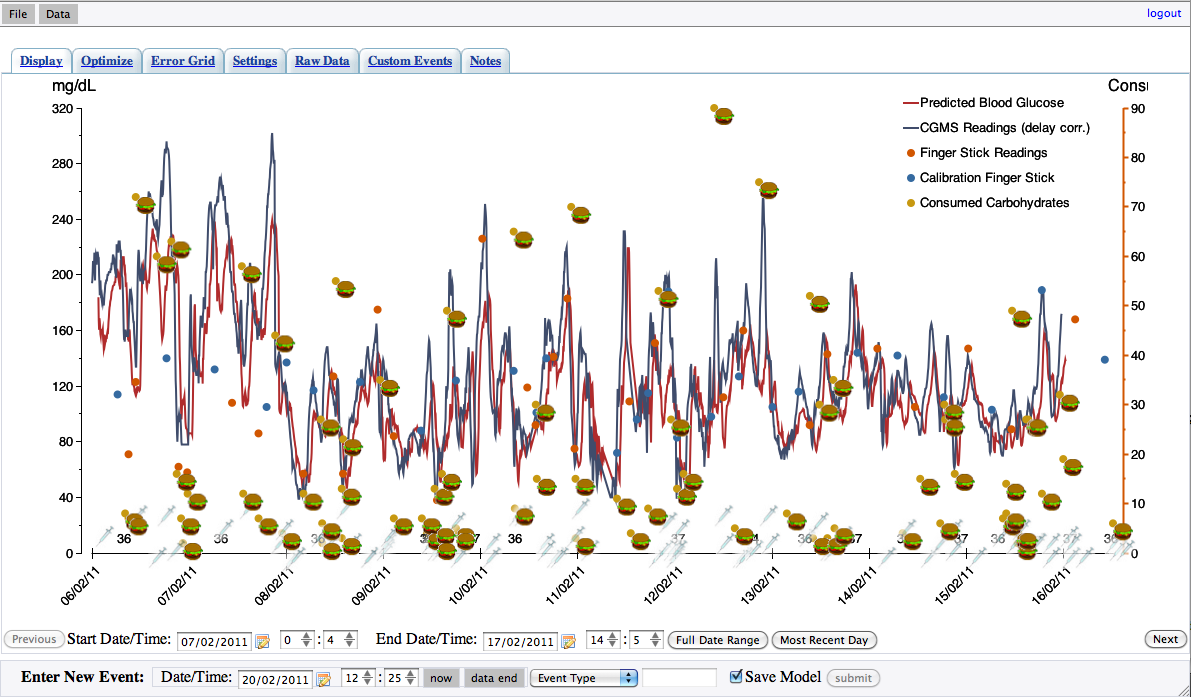 File Data logout
Display Optimize Error Grid Settings Raw Data Custom Events Notes
mg/dL Consu
320 90
Predicted Blood Glucose
CGMS Readings (delay corr.)
Finger Stick Readings
Calibration Finger Stick
Consumed Carbohydrates
280 80
240 70
60
200
50
160
40
120
30
80
20
40
10
36 36 36 36 37 36 37 36 37
0 0
06/02/11 07/02/11 08/02/11 09/02/11 10/02/11 11/02/11 12/02/11 13/02/11 14/02/11 15/02/11 16/02/11
Previous Start Date/Time: 07/02/2011 0 : 4 End Date/Time: 17/02/2011 14 : 5 Full Date Range Most Recent Day Next
Enter New Event: Date/Time: 20/02/2011 12 : 25 now data end Event Type Save Model submit